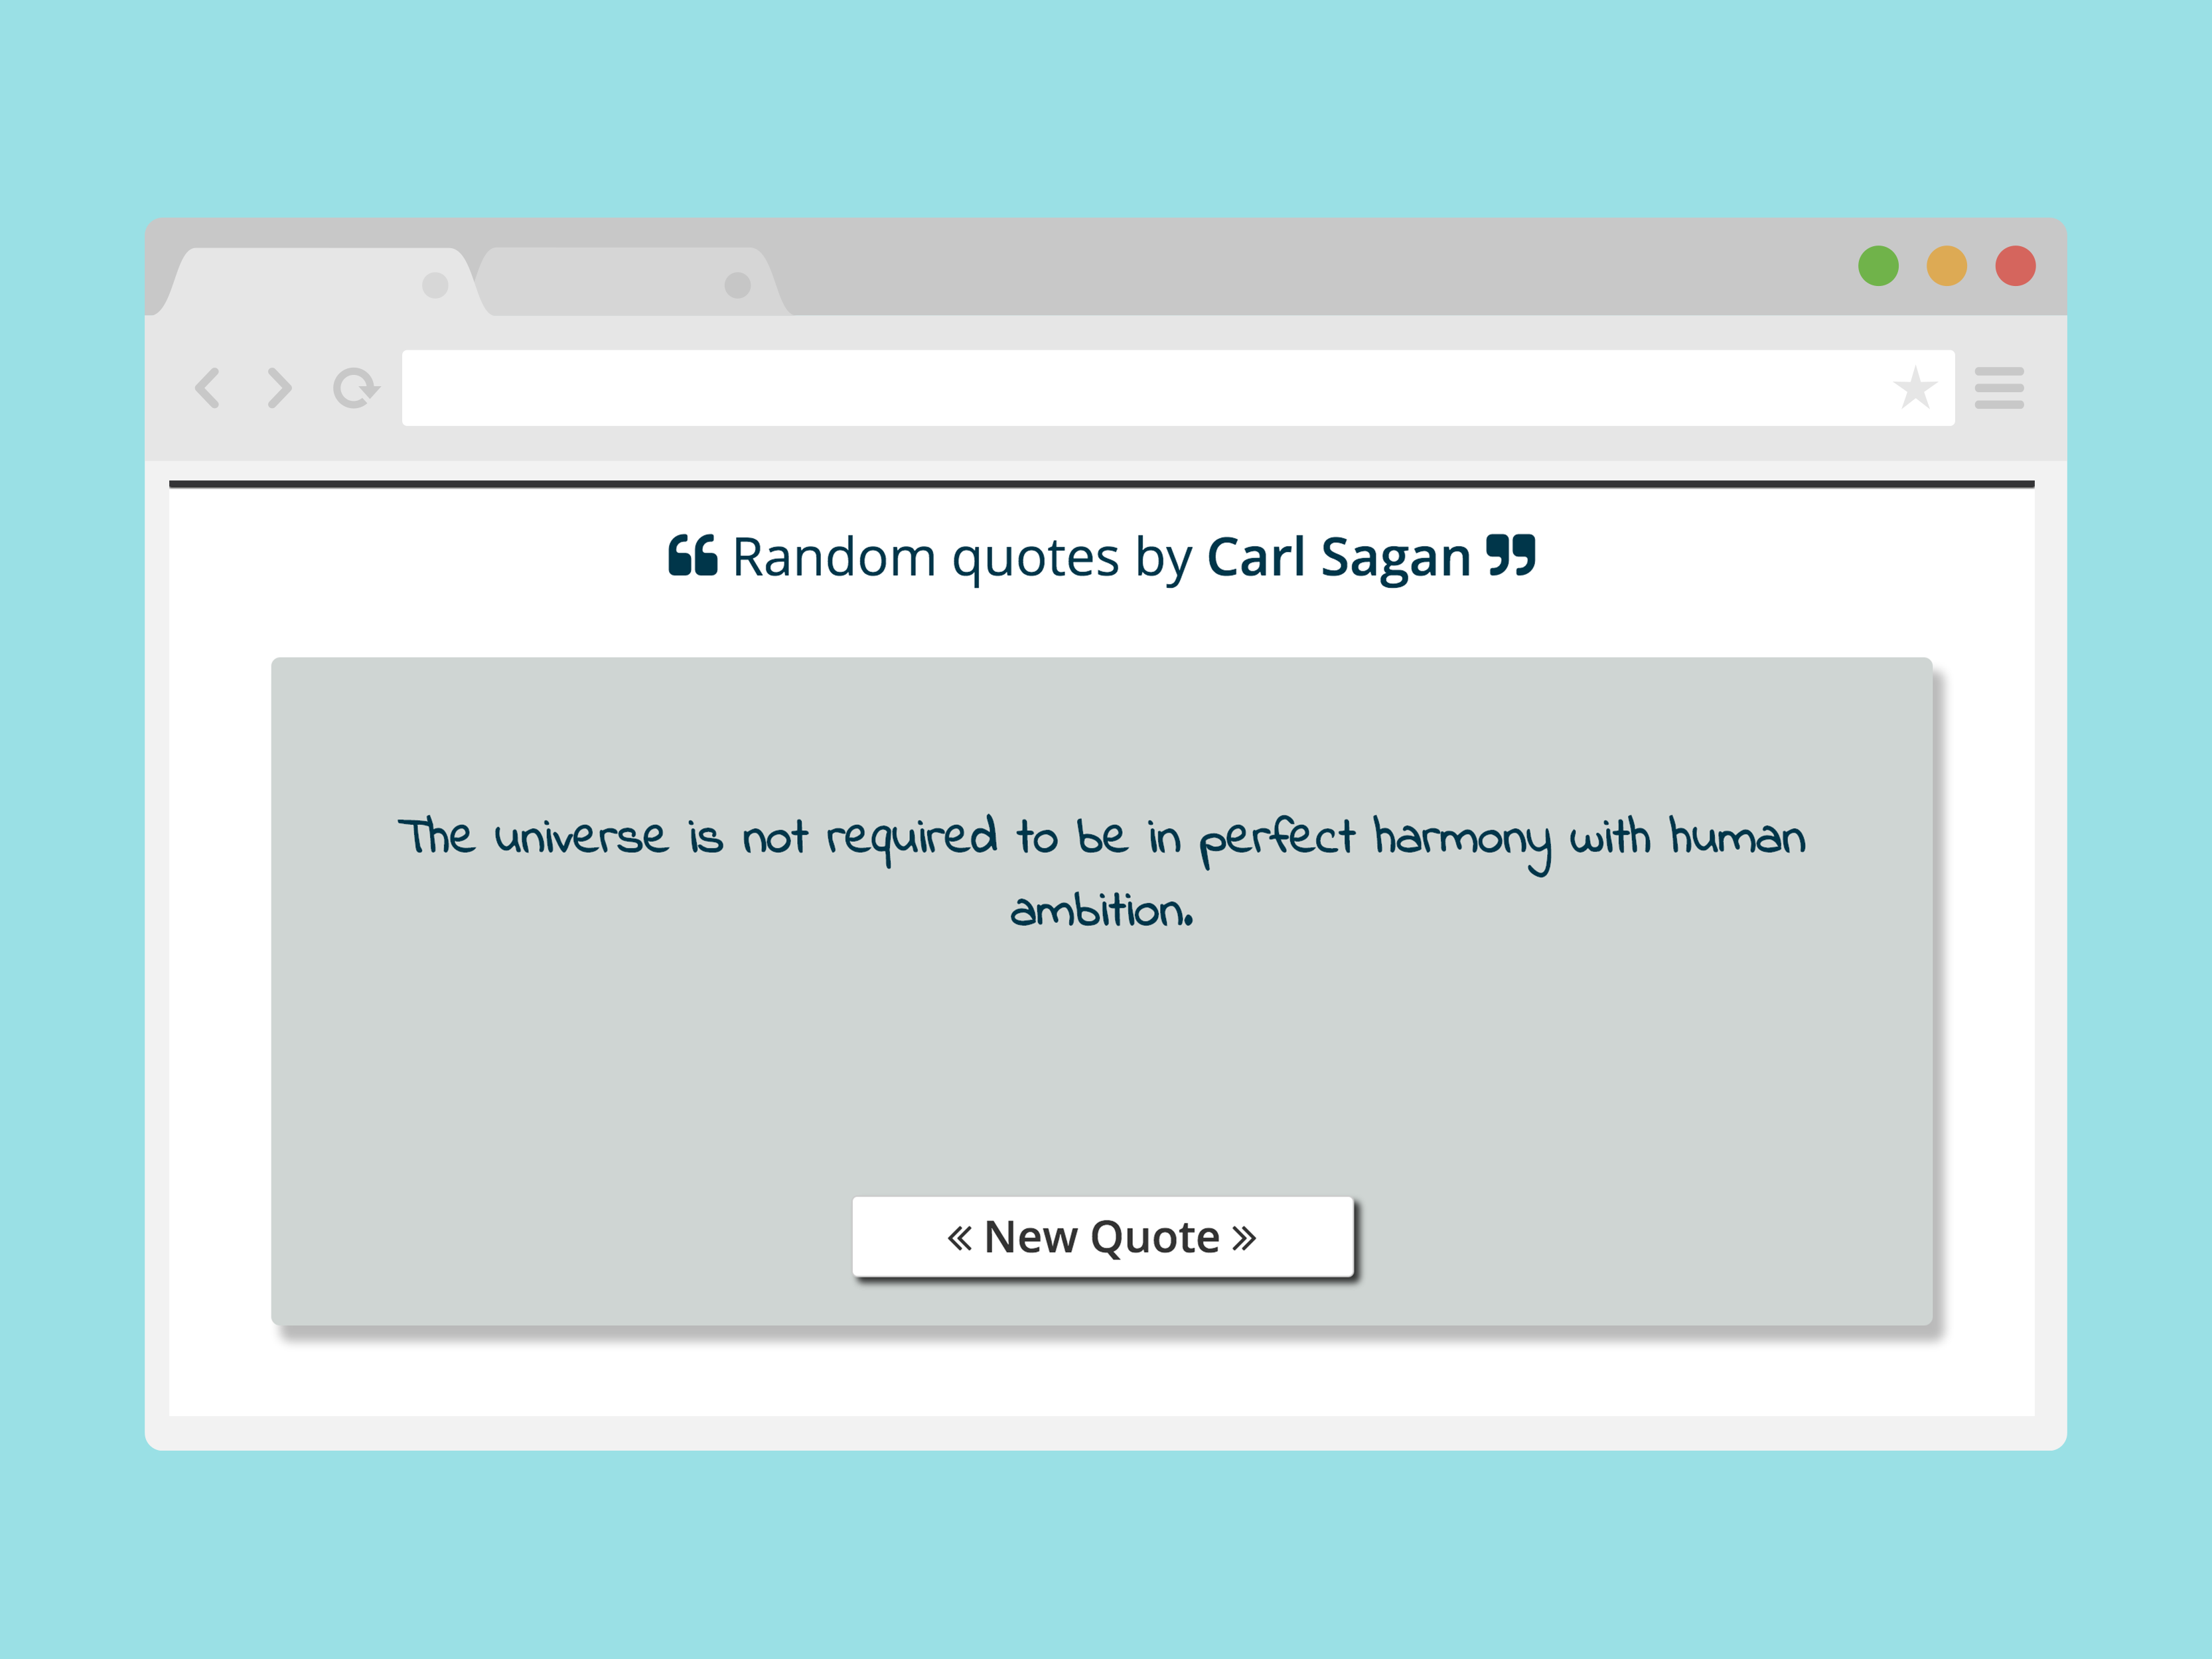 ❝ Random quotes by Carl Sagan ❞
The universe is not required to be in perfect harmony with human
ambition.
« New Quote »